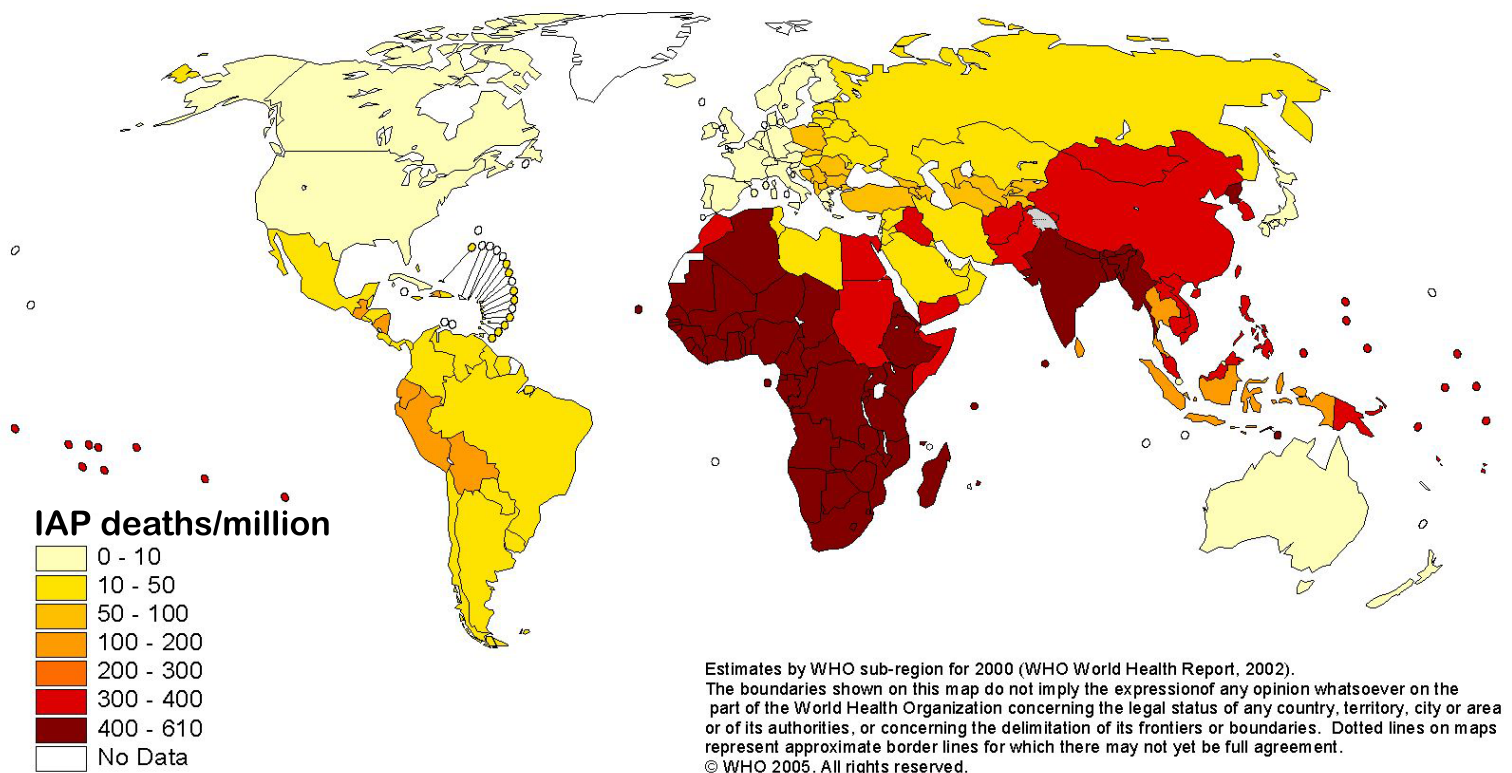 IAP deaths/million
0 - 10
10 - 50
50 - 100
100 - 200
200 - 300
300 - 400
400 - 610
No Data
Estimates by WHO sub-region for 2000 (WHO World Health Report, 2002).
The boundaries shown on this map do not imply the expressionof any opinion whatsoever on the
part of the World Health Organization concerning the legal status of any country, territory, city or area
or of its authorities, or concerning the delimitation of its frontiers or boundaries. Dotted lines on maps
represent approximate border lines for which there may not yet be full agreement.
© WHO 2005. All rights reserved.